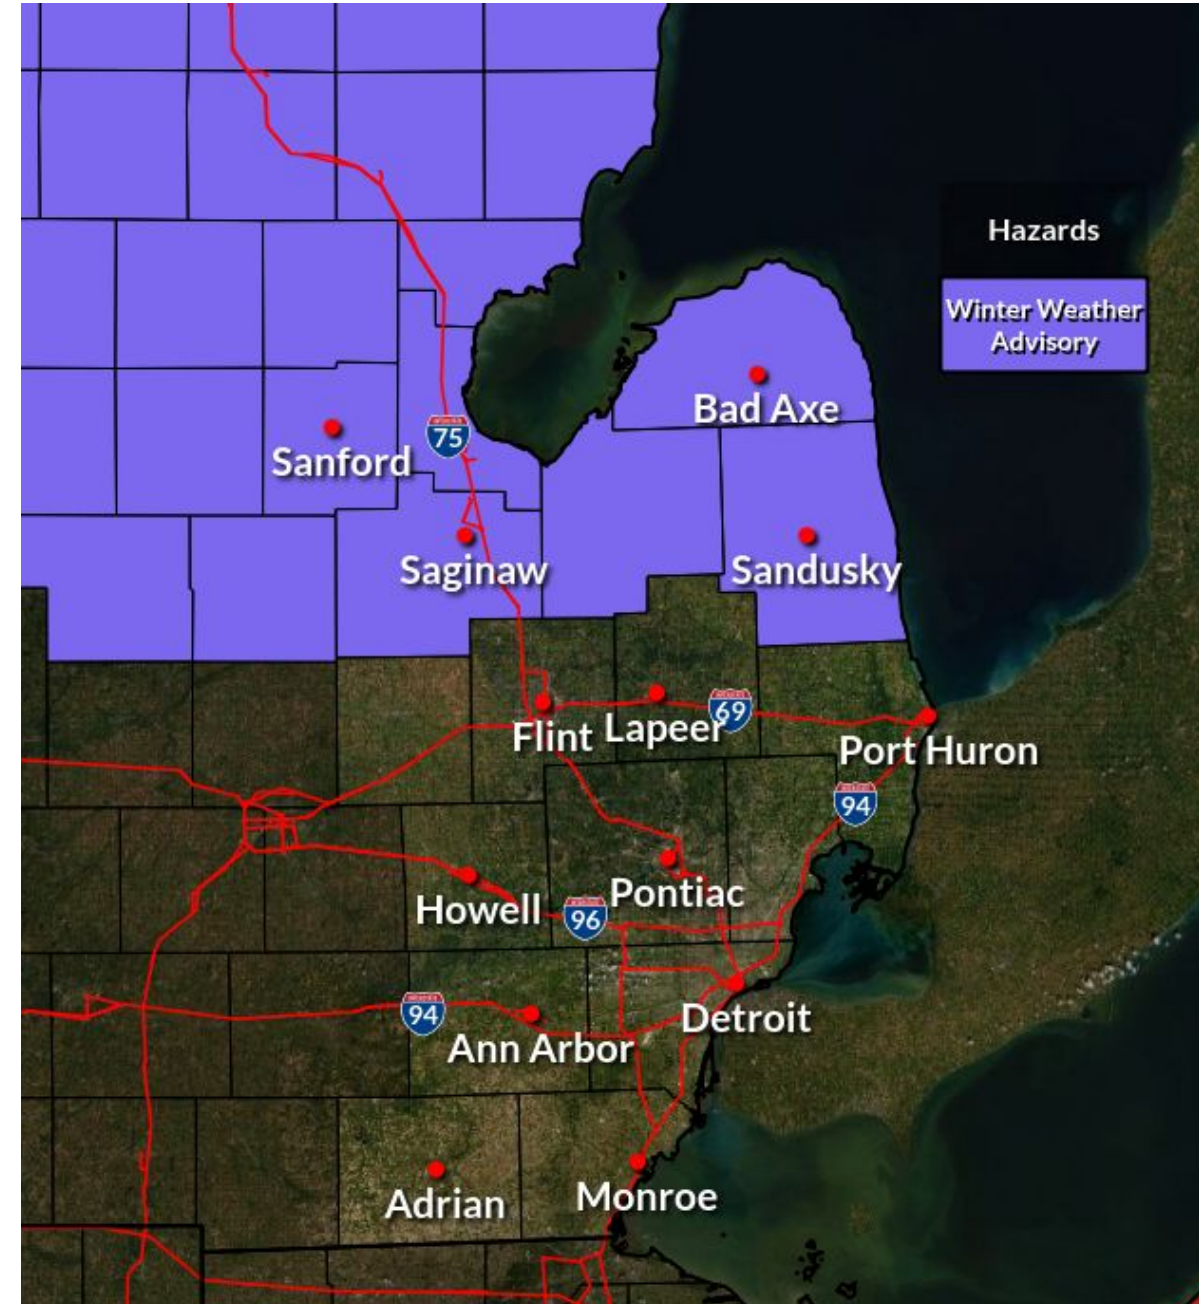 Hazards
Winter Weather
Advisory
Bad Axe
75
Sanford
Saginaw
Sandusky
69
Flint
Lapeer
Port Huron
94
Howell
96
Pontiac
94
Detroit
Ann Arbor
Adrian
Monroe